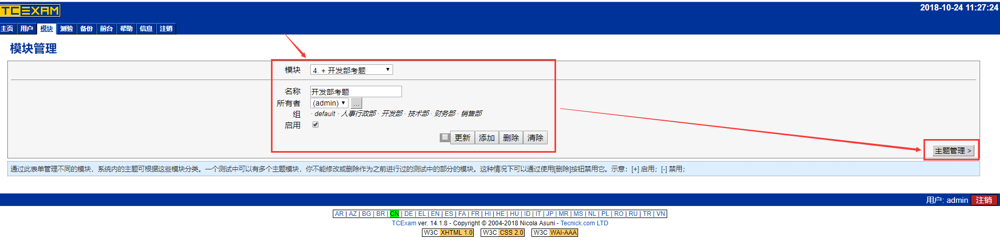 TCEXAM
2018-10-24 11:27:24
主页 用户 模块 测验 备份 前台 帮助 信息 注销
模块管理
模块 4. + 开发部考题
名称 开发部考题
所有者 (admin) ...
组 · default · 人事行政部 · 开发部 · 技术部 · 财务部 · 销售部
启用
更新 添加 删除 清除
主题管理 >
通过此表单管理不同的模块，系统内的主题可根据这些模块分类。一个测试中可以有多个主题模块，你不能修改或删除作为之前进行过的测试中的部分的模块。这种情况下可以通过使用[删除]按钮禁用它。示意：[+] 启用；[-] 禁用；
用户: admin 注销
AR | AZ | BG | BR | CN | DE | EL | EN | ES | FA | FR | HI | HE | HU | ID | IT | JP | MR | MS | NL | PL | RO | RU | TR | VN
TCExam ver. 14.1.8 - Copyright © 2004-2018 Nicola Asuni - Tecnick.com LTD
W3C XHTML 1.0 W3C CSS 2.0 W3C WAI-AAA